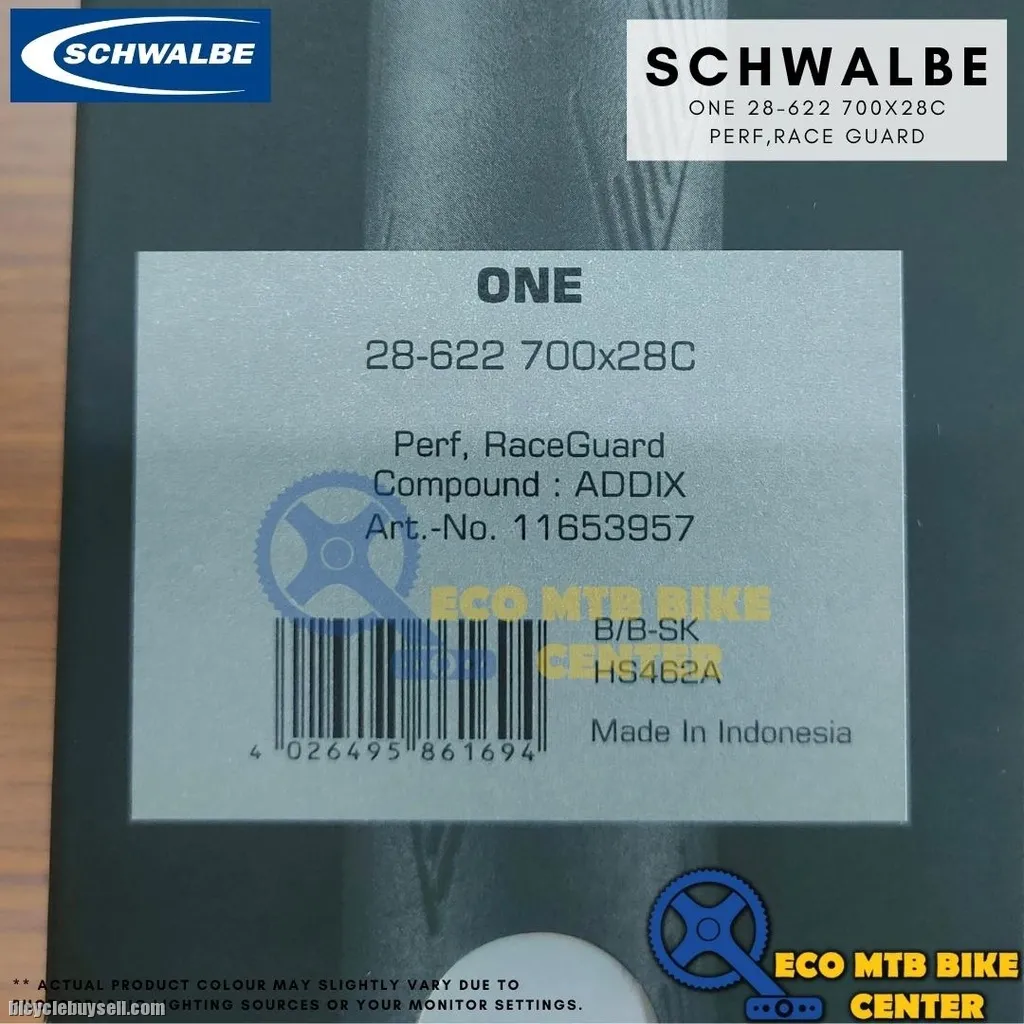 SCHWALBE
SCHWALBE
ONE 28-622 700X28C
PERF,RACE GUARD
ONE
28-622 700x28C
Perf, RaceGuard
Compound : ADDIX
Art.-No. 11653957
ECO MTB BIKE
CENTER
B/B-SK
HS462A
Made In Indonesia
4 026495 861694
ECO MTB BIKE
CENTER
** ACTUAL PRODUCT COLOUR MAY SLIGHTLY VARY DUE TO
LIGHTING SOURCES OR YOUR MONITOR SETTINGS.
bicyclebuysell.com